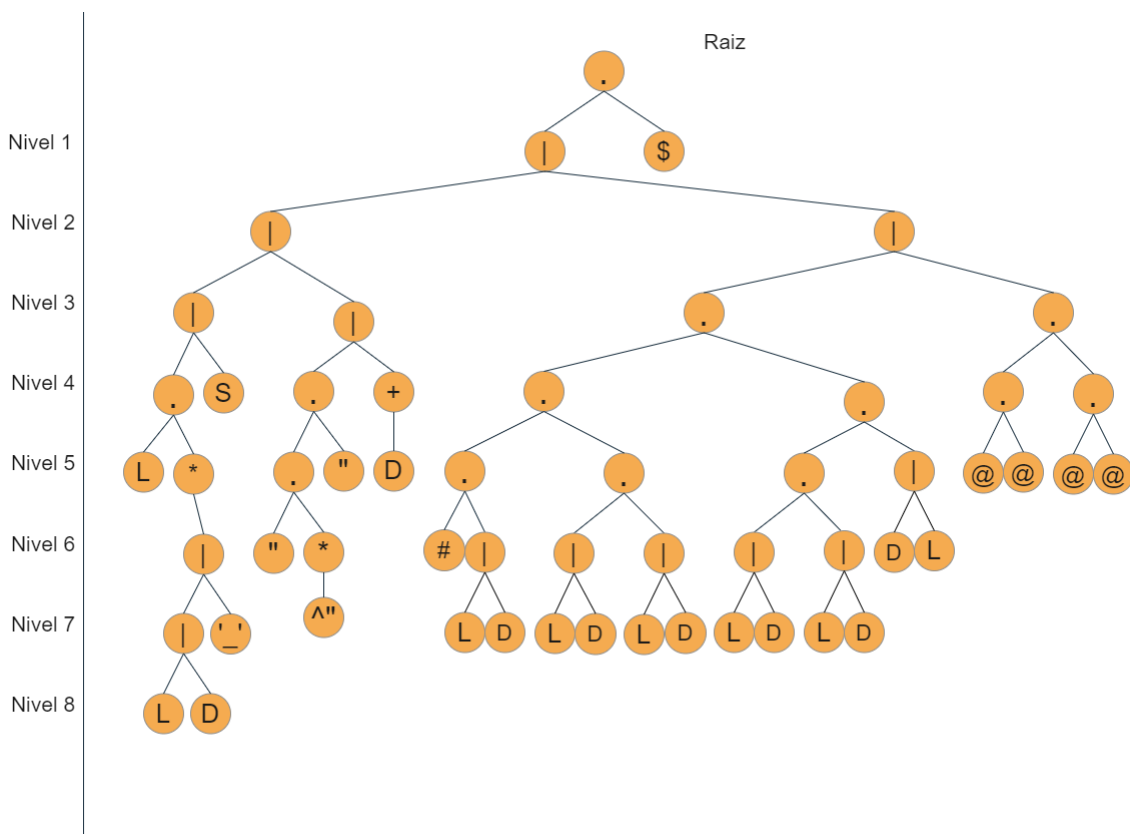 Raiz
.
Nivel 1 | $
Nivel 2 | |
Nivel 3 | | . .
Nivel 4 . S . + . . . .
Nivel 5 L * . " D . . . | @ @ @ @
Nivel 6 | " * # | | | | | D L
Nivel 7 | '_' ^" L D L D L D L D L D
Nivel 8 L D